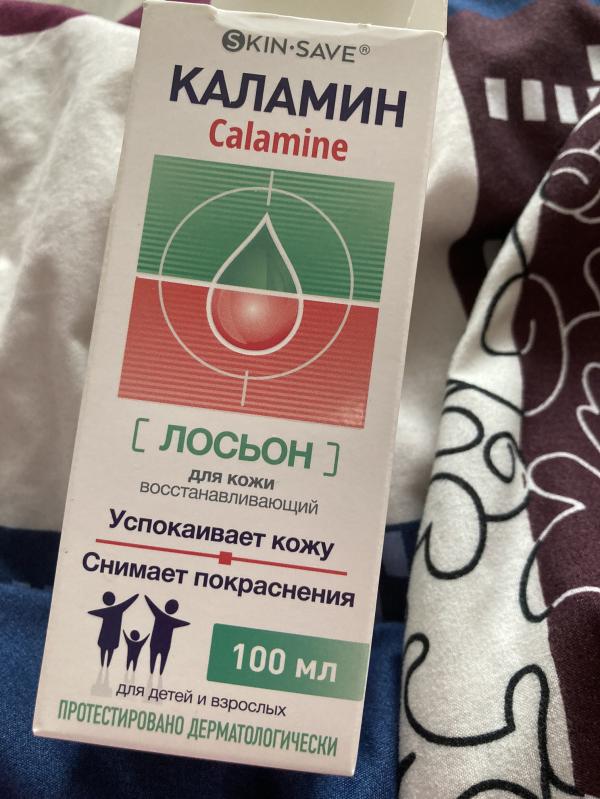 SKIN·SAVE®
КАЛАМИН
Calamine
[ ЛОСЬОН ]
для кожи
восстанавливающий
Успокаивает кожу
Снимает покраснения
100 мл
для детей и взрослых
ПРОТЕСТИРОВАНО ДЕРМАТОЛОГИЧЕСКИ